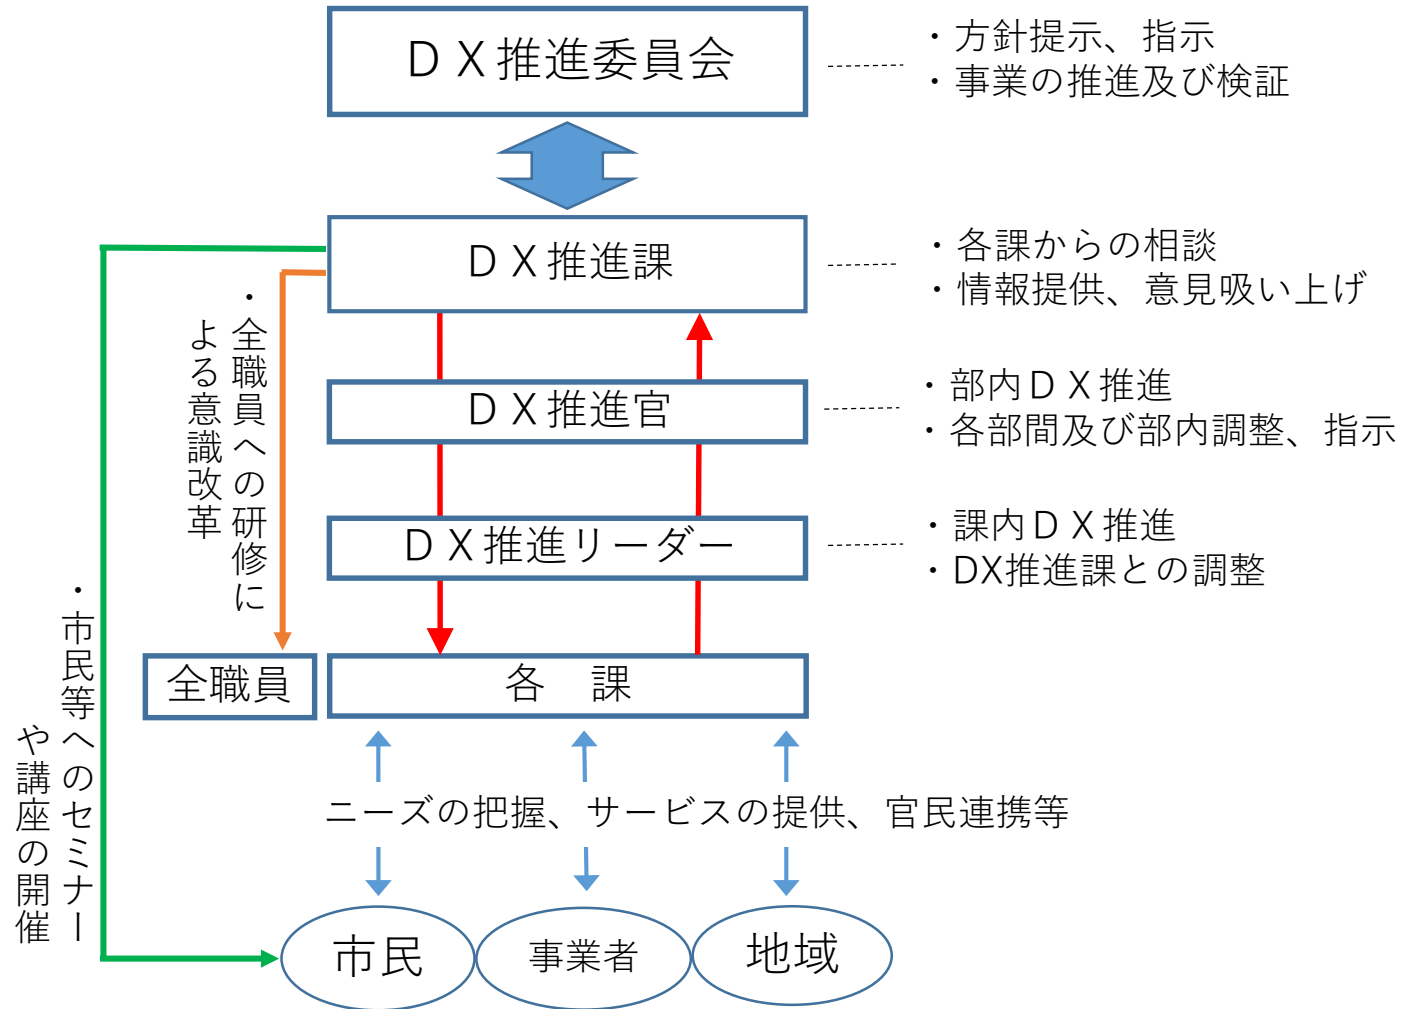 ＤＸ推進委員会
・方針提示、指示
・事業の推進及び検証
ＤＸ推進課
・各課からの相談
・情報提供、意見吸い上げ
・全職員への研修に
よる意識改革
ＤＸ推進官
・部内ＤＸ推進
・各部間及び部内調整、指示
ＤＸ推進リーダー
・課内ＤＸ推進
・DX推進課との調整
・市民等へのセミナー
や講座の開催
全職員
各　課
ニーズの把握、サービスの提供、官民連携等
市民
事業者
地域